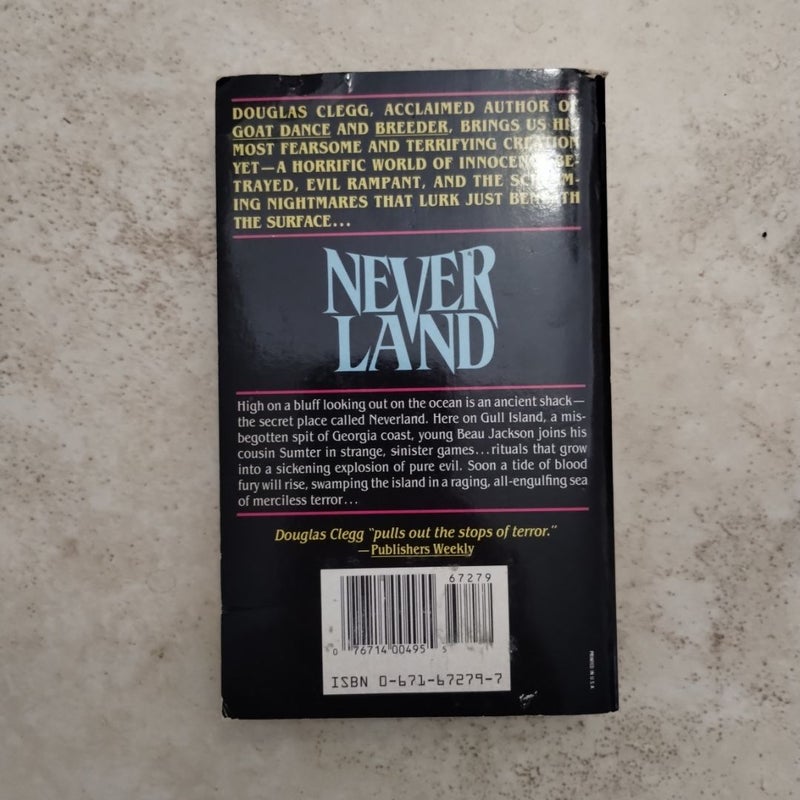 DOUGLAS CLEGG, ACCLAIMED AUTHOR OF
GOAT DANCE AND BREEDER, BRINGS US HIS
MOST FEARSOME AND TERRIFYING CREATION
YET—A HORRIFIC WORLD OF INNOCENCE BE-
TRAYED, EVIL RAMPANT, AND THE SCREAM-
ING NIGHTMARES THAT LURK JUST BENEATH
THE SURFACE...
NEVER
LAND
High on a bluff looking out on the ocean is an ancient shack—
the secret place called Neverland. Here on Gull Island, a mis-
begotten spit of Georgia coast, young Beau Jackson joins his
cousin Sumter in strange, sinister games...rituals that grow
into a sickening explosion of pure evil. Soon a tide of blood
fury will rise, swamping the island in a raging, all-engulfing sea
of merciless terror...
Douglas Clegg "pulls out the stops of terror."
—Publishers Weekly
67279
0 76714 00495 5
ISBN 0-671-67279-7
PRINTED IN U.S.A.